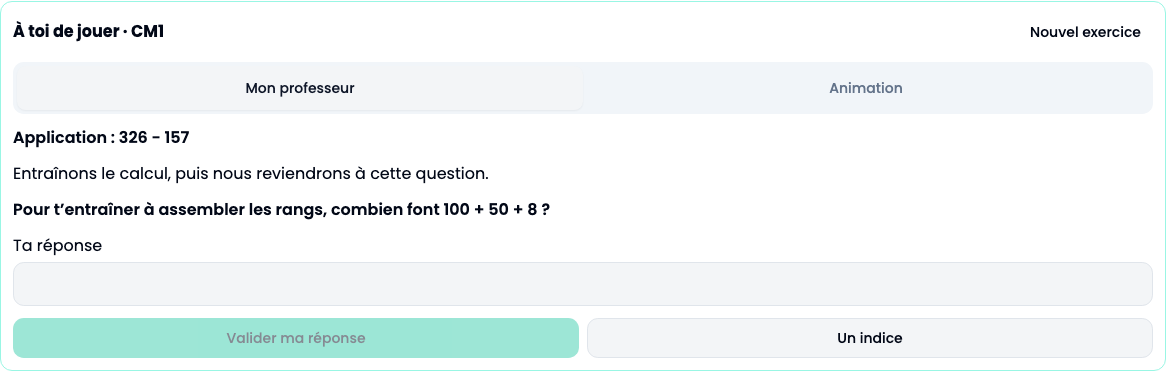 À toi de jouer · CM1
Nouvel exercice
Mon professeur
Animation
Application : 326 − 157
Entraînons le calcul, puis nous reviendrons à cette question.
Pour t’entraîner à assembler les rangs, combien font 100 + 50 + 8 ?
Ta réponse
Valider ma réponse
Un indice